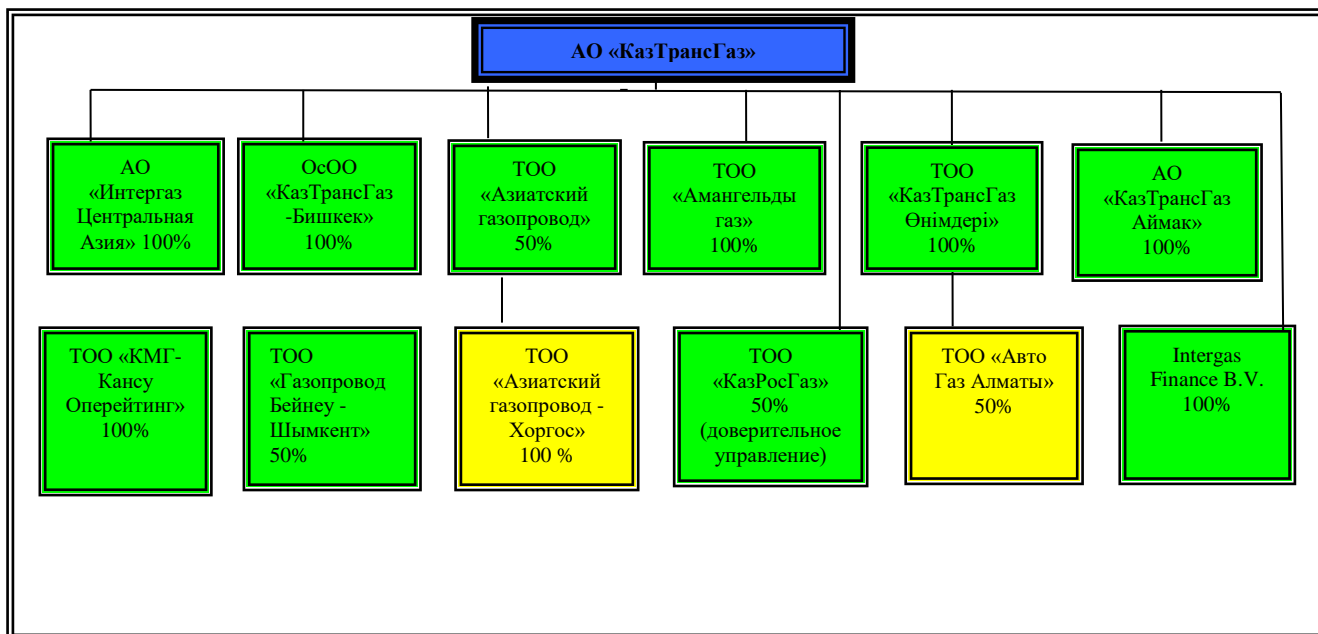 АО «КазТрансГаз»
АО
«Интергаз
Центральная
Азия» 100%
ОсОО
«КазТрансГаз
-Бишкек»
100%
ТОО
«Азиатский
газопровод»
50%
ТОО
«Амангельды
газ»
100%
ТОО
«КазТрансГаз
Өнімдері»
100%
АО
«КазТрансГаз
Аймак»
100%
ТОО «КМГ-
Кансу
Оперейтинг»
100%
ТОО
«Газопровод
Бейнеу -
Шымкент»
50%
ТОО
«Азиатский
газопровод -
Хоргос»
100 %
ТОО
«КазРосГаз»
50%
(доверительное
управление)
ТОО «Авто
Газ Алматы»
50%
Intergas
Finance B.V.
100%